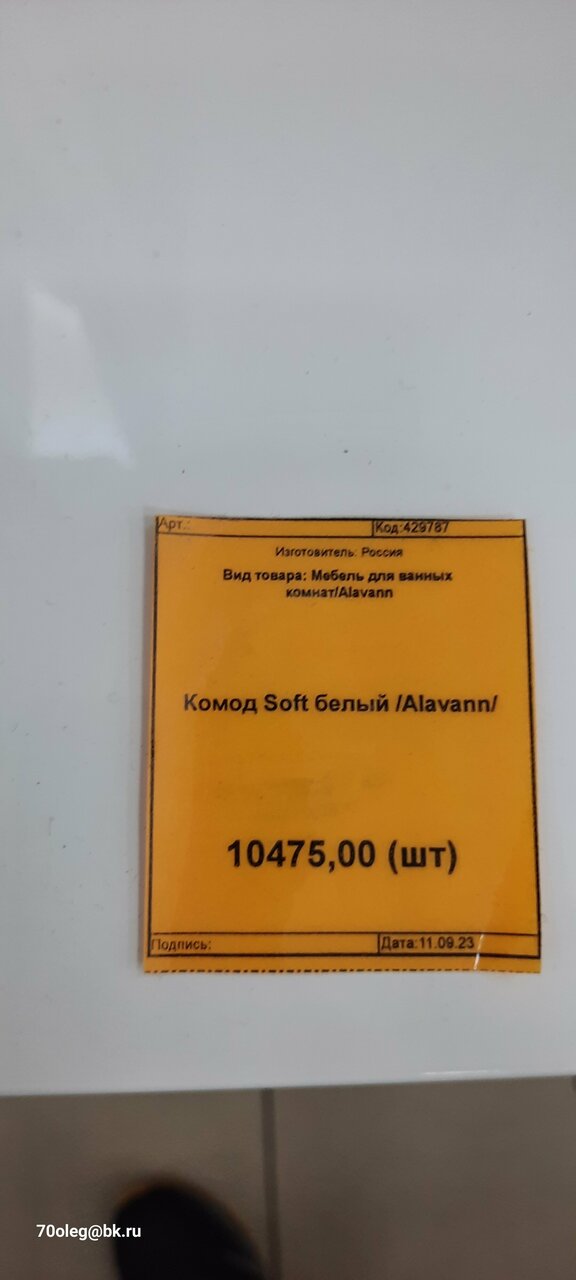 Арт.: Код:429787
Изготовитель: Россия
Вид товара: Мебель для ванных
комнат/Alavann
Комод Soft белый /Alavann/
10475,00 (шт)
Подпись: Дата:11.09.23
70oleg@bk.ru